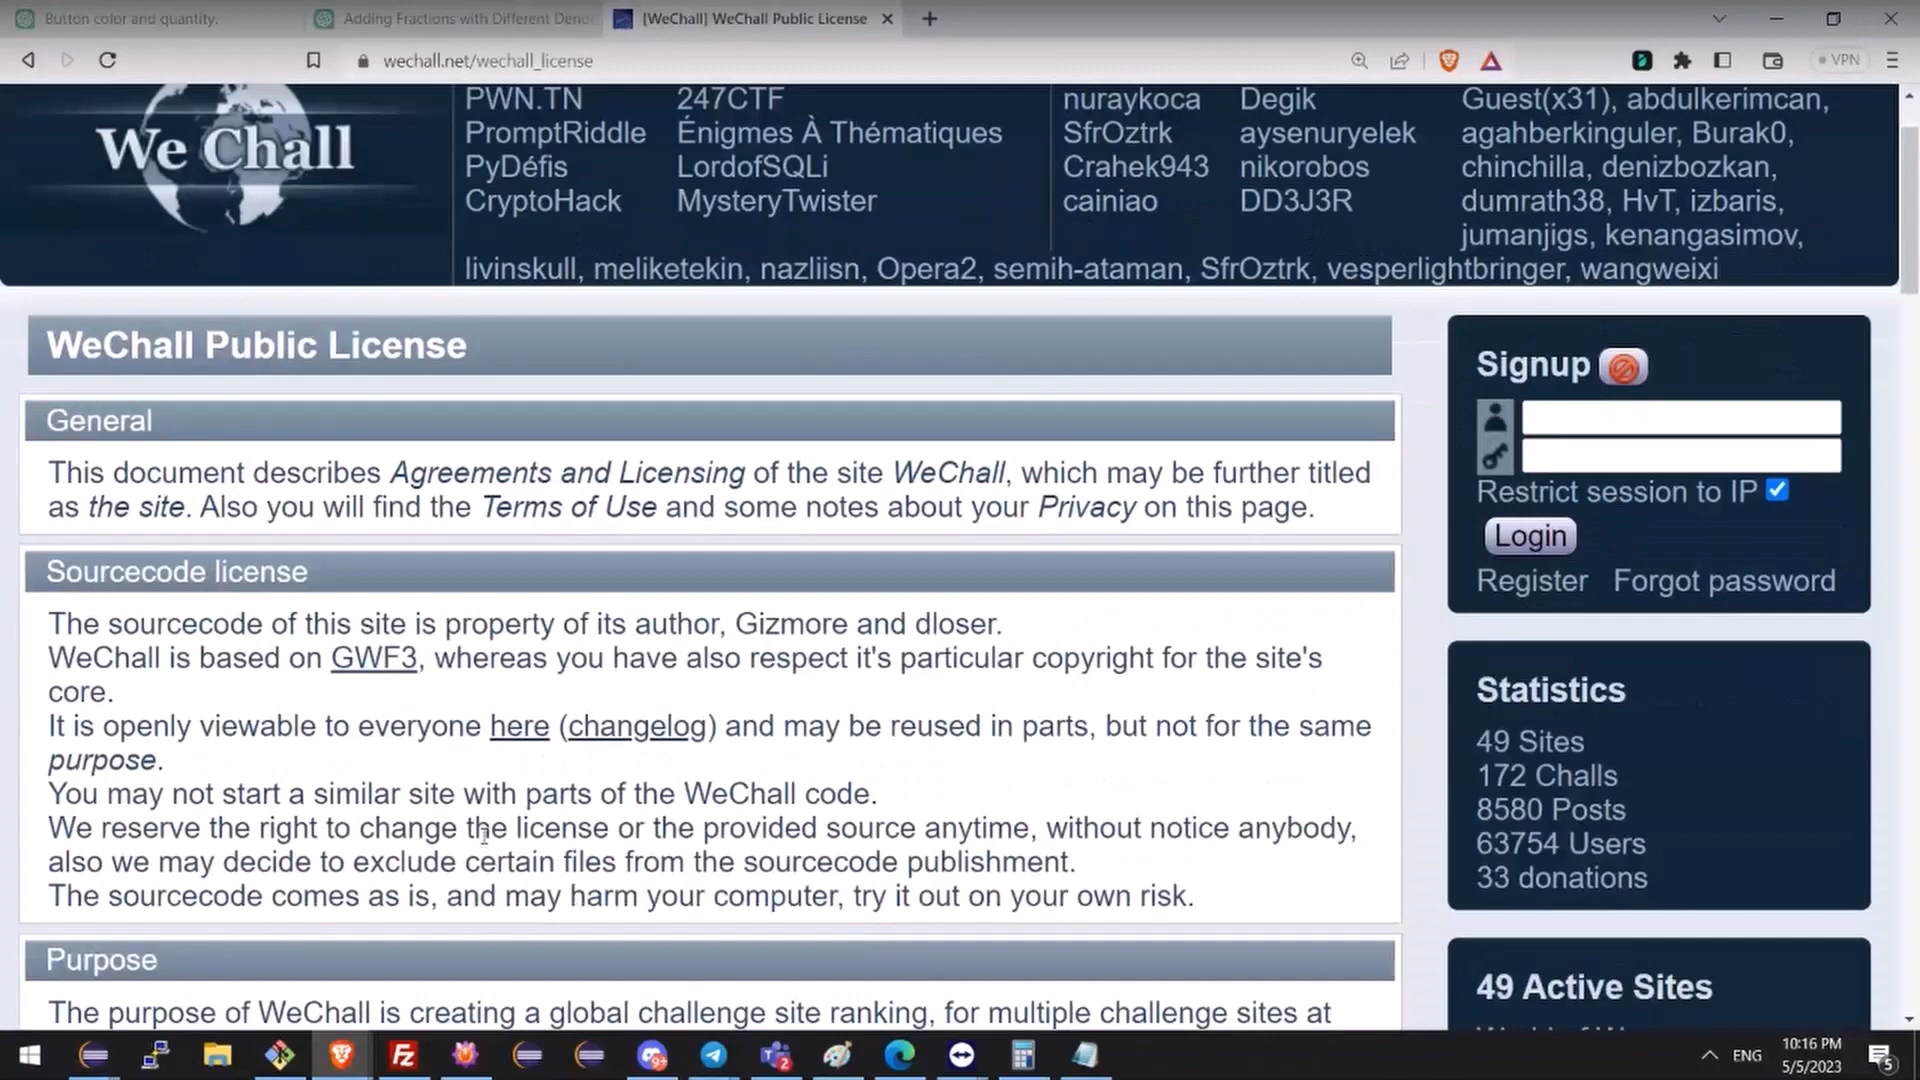 Button color and quantity.
Adding Fractions with Different Deno
[WeChall] WeChall Public License
wechall.net/wechall_license
VPN
We Chall
PWN.TN 247CTF
PromptRiddle Énigmes À Thématiques
PyDéfis LordofSQLi
CryptoHack MysteryTwister
nuraykoca Degik
SfrOztrk aysenuryelek
Crahek943 nikorobos
cainiao DD3J3R
Guest(x31), abdulkerimcan,
agahberkinguler, Burak0,
chinchilla, denizbozkan,
dumrath38, HvT, izbaris,
jumanjigs, kenangasimov,
livinskull, meliketekin, nazliisn, Opera2, semih-ataman, SfrOztrk, vesperlightbringer, wangweixi
WeChall Public License
General
This document describes Agreements and Licensing of the site WeChall, which may be further titled
as the site. Also you will find the Terms of Use and some notes about your Privacy on this page.
Sourcecode license
The sourcecode of this site is property of its author, Gizmore and dloser.
WeChall is based on GWF3, whereas you have also respect it's particular copyright for the site's
core.
It is openly viewable to everyone here (changelog) and may be reused in parts, but not for the same
purpose.
You may not start a similar site with parts of the WeChall code.
We reserve the right to change the license or the provided source anytime, without notice anybody,
also we may decide to exclude certain files from the sourcecode publishment.
The sourcecode comes as is, and may harm your computer, try it out on your own risk.
Purpose
The purpose of WeChall is creating a global challenge site ranking, for multiple challenge sites at
Signup
Restrict session to IP
Login
Register Forgot password
Statistics
49 Sites
172 Challs
8580 Posts
63754 Users
33 donations
49 Active Sites
FZ
9+
2
ENG
10:16 PM
5/5/2023
5